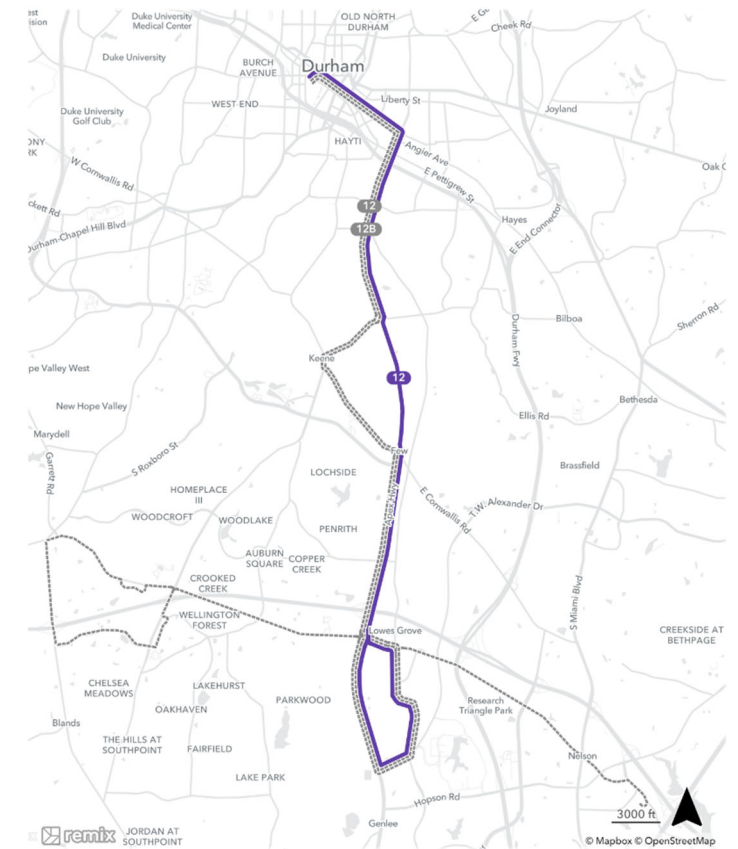 Duke University
Medical Center
OLD NORTH
DURHAM
Cheek Rd
Duke University
BURCH
AVENUE
Durham
WEST END
Liberty St
Joyland
Duke University
Golf Club
HAYTI
Angier Ave
W Cornwallis Rd
E Pettigrew St
12
12B
Hayes
E End Connector
Durham-Chapel Hill Blvd
Durham Fwy
Bilboa
Sherron Rd
Keene
pe Valley West
12
New Hope Valley
Bethesda
Ellis Rd
Marydell
S Roxboro St
Few
Garrett Rd
LOCHSIDE
Brassfield
HOMEPLACE
III
Apex Hwy
E Cornwallis Rd
T.W. Alexander Dr
WOODCROFT
WOODLAKE
PENRITH
AUBURN
SQUARE
COPPER
CREEK
CROOKED
CREEK
S Miami Blvd
WELLINGTON
FOREST
Lowes Grove
CREEKSIDE AT
BETHPAGE
CHELSEA
MEADOWS
LAKEHURST
PARKWOOD
OAKHAVEN
Research
Triangle Park
Blands
THE HILLS AT
SOUTHPOINT
FAIRFIELD
Nelson
LAKE PARK
Hopson Rd
3000 ft
Genlee
remix
JORDAN AT
SOUTHPOINT
© Mapbox © OpenStreetMap